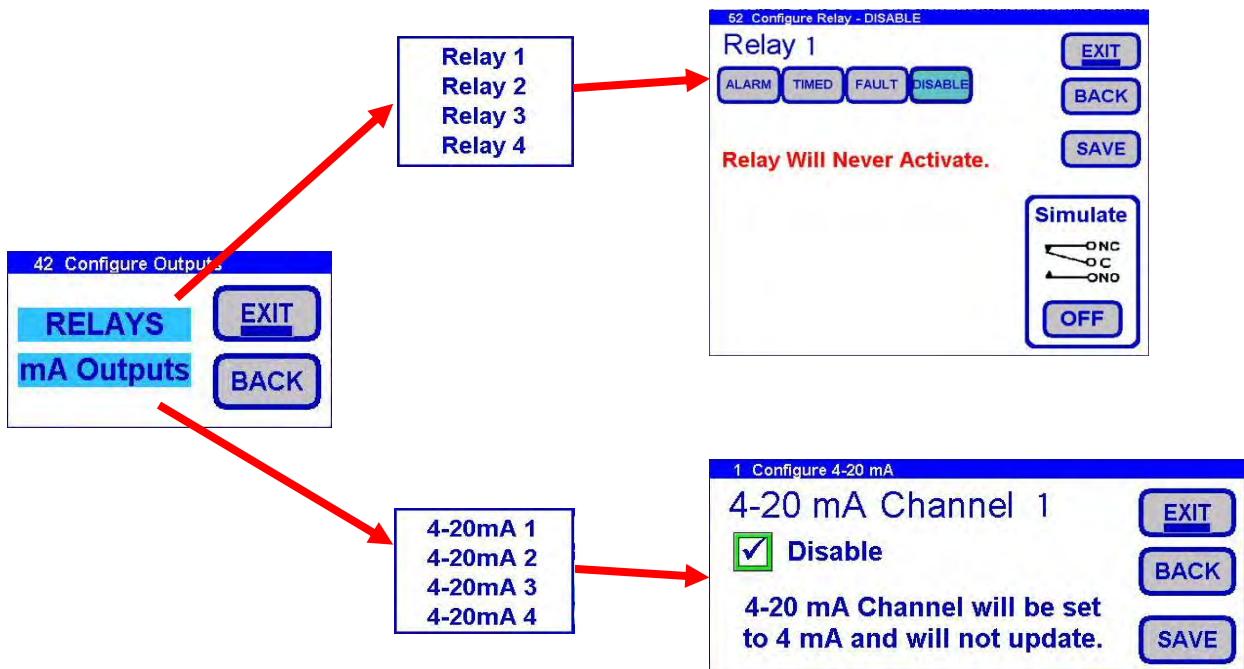 42 Configure Outputs
RELAYS
mA Outputs
EXIT
BACK
Relay 1
Relay 2
Relay 3
Relay 4
52 Configure Relay - DISABLE
Relay 1
ALARM TIMED FAULT DISABLE
Relay Will Never Activate.
EXIT
BACK
SAVE
Simulate
NC
C
NO
OFF
4-20mA 1
4-20mA 2
4-20mA 3
4-20mA 4
1 Configure 4-20 mA
4-20 mA Channel 1
Disable
4-20 mA Channel will be set
to 4 mA and will not update.
EXIT
BACK
SAVE